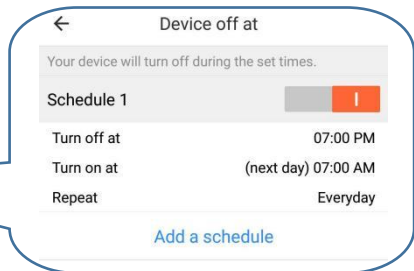 Device off at
Your device will turn off during the set times.
Schedule 1
Turn off at 07:00 PM
Turn on at (next day) 07:00 AM
Repeat Everyday
Add a schedule